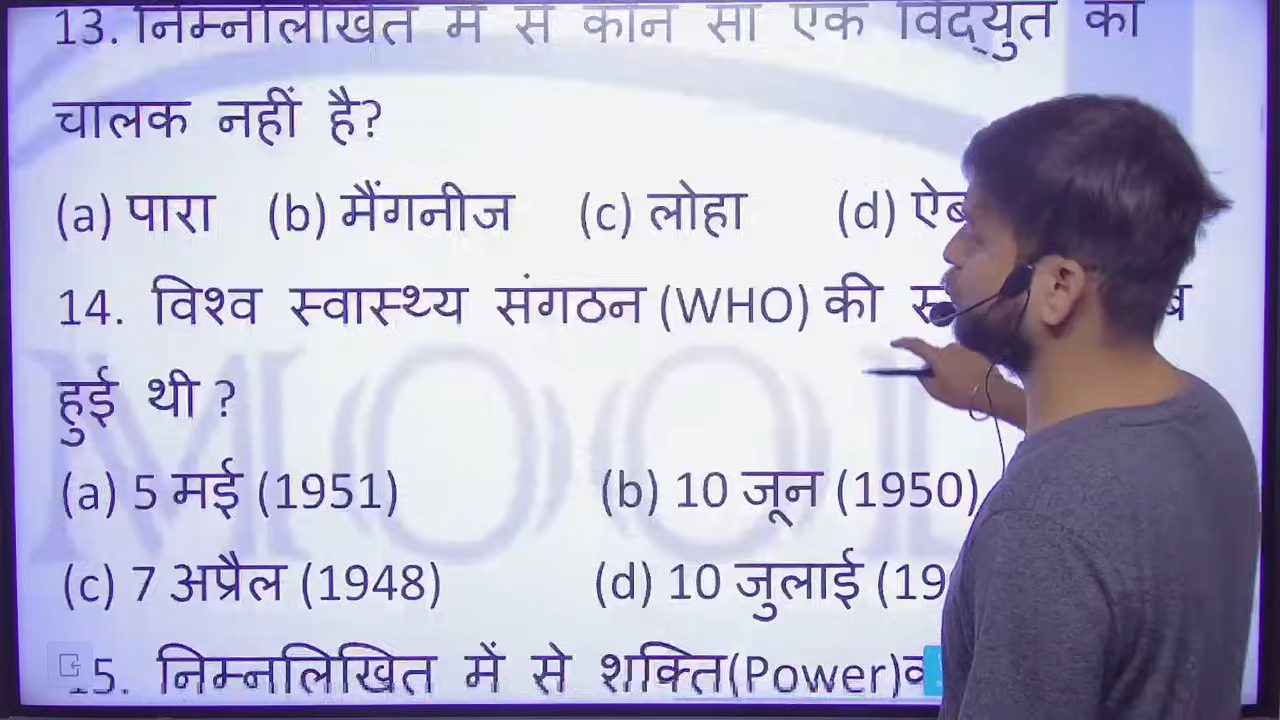 13. निम्नलिखित में से कौन सा एक विद्युत का
चालक नहीं है?
(a) पारा (b) मैंगनीज (c) लोहा (d)
14. विश्व स्वास्थ्य संगठन (WHO) की
हुई थी ?
(a) 5 मई (1951) (b) 10 जून (1950)
(c) 7 अप्रैल (1948) (d) 10 जुलाई (19
15. निम्नलिखित में से शक्ति(Power)